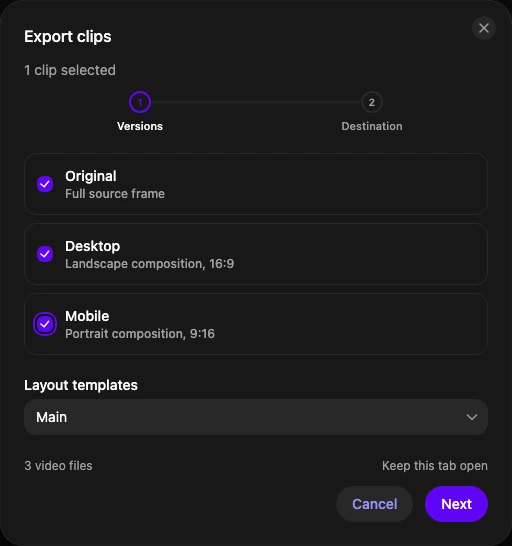 Export clips
1 clip selected
1
2
Versions
Destination
Original
Full source frame
Desktop
Landscape composition, 16:9
Mobile
Portrait composition, 9:16
Layout templates
Main
3 video files
Keep this tab open
Cancel
Next